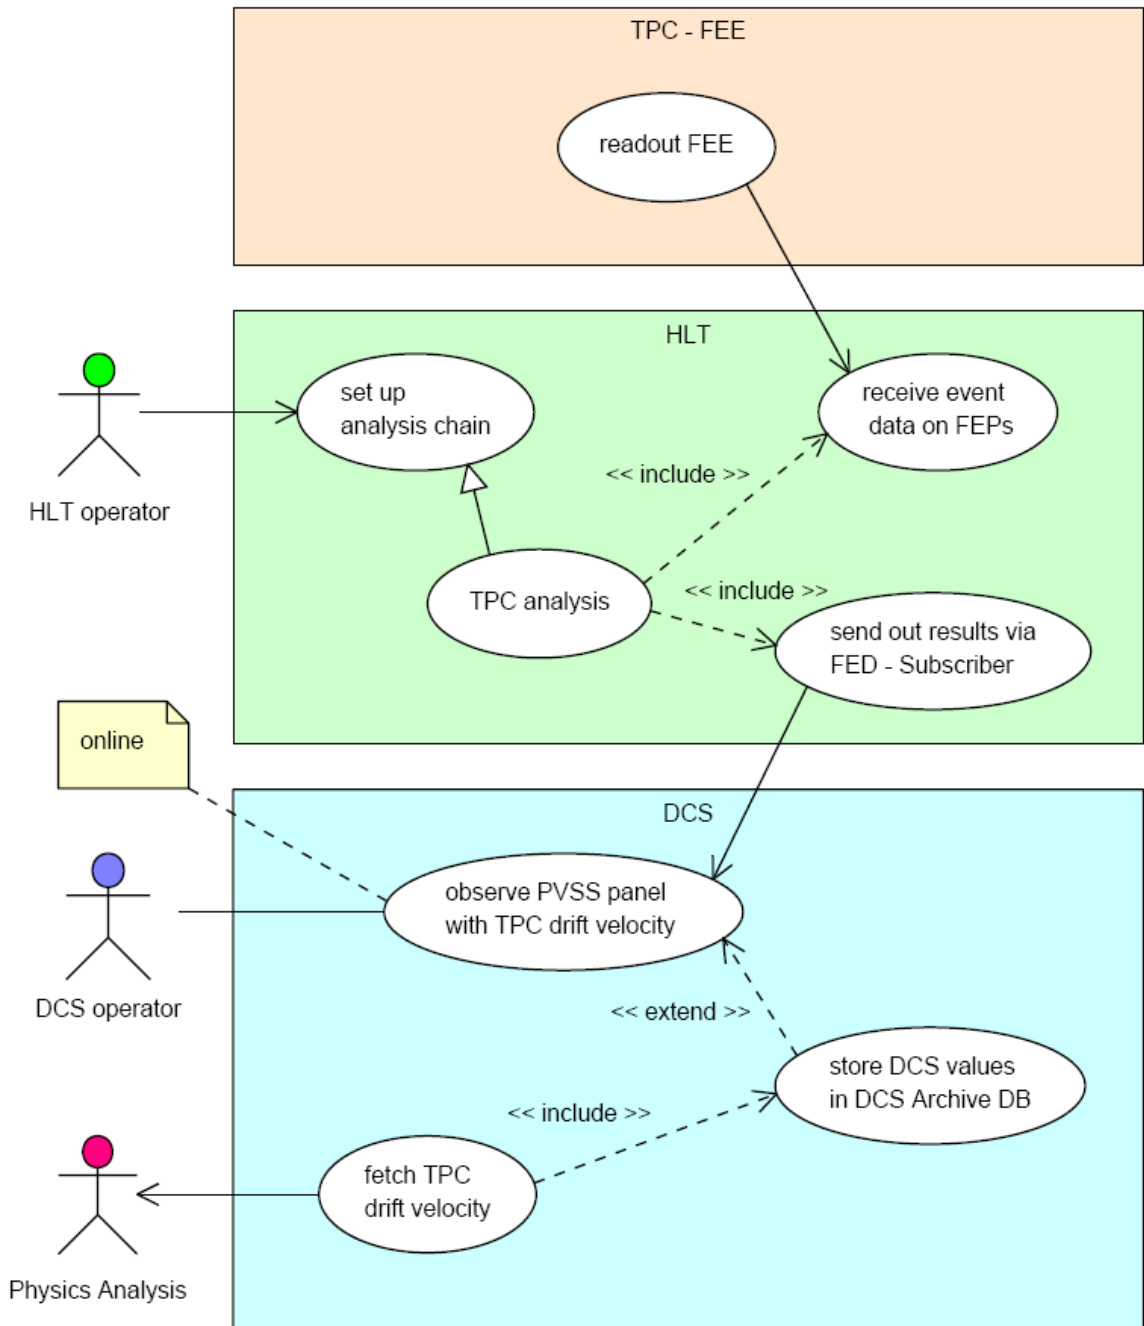 TPC - FEE
readout FEE
HLT
set up
analysis chain
receive event
data on FEPs
<< include >>
HLT operator
TPC analysis
<< include >>
send out results via
FED - Subscriber
online
DCS
observe PVSS panel
with TPC drift velocity
DCS operator
<< extend >>
store DCS values
in DCS Archive DB
<< include >>
fetch TPC
drift velocity
Physics Analysis